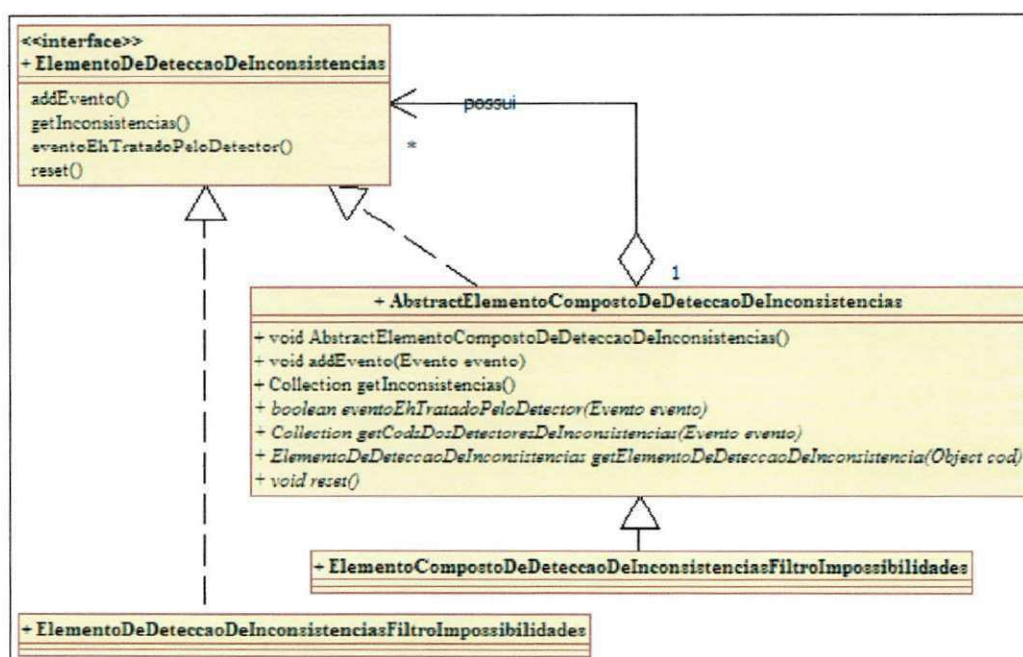 <<interface>>
+ ElementoDeDeteccaoDeInconsistencias
addEvento()
getInconsistencias()
eventoEhTratadoPeloDetector()
reset()
possui
*
1
+ AbstractElementoCompostoDeDeteccaoDeInconsistencias
+ void AbstractElementoCompostoDeDeteccaoDeInconsistencias()
+ void addEvento(Evento evento)
+ Collection getInconsistencias()
+ boolean eventoEhTratadoPeloDetector(Evento evento)
+ Collection getCodsDosDetectoresDeInconsistencias(Evento evento)
+ ElementoDeDeteccaoDeInconsistencias getElementoDeDeteccaoDeInconsistencia(Object cod)
+ void reset()
+ ElementoCompostoDeDeteccaoDeInconsistenciasFiltroImpossibilidades
+ ElementoDeDeteccaoDeInconsistenciasFiltroImpossibilidades